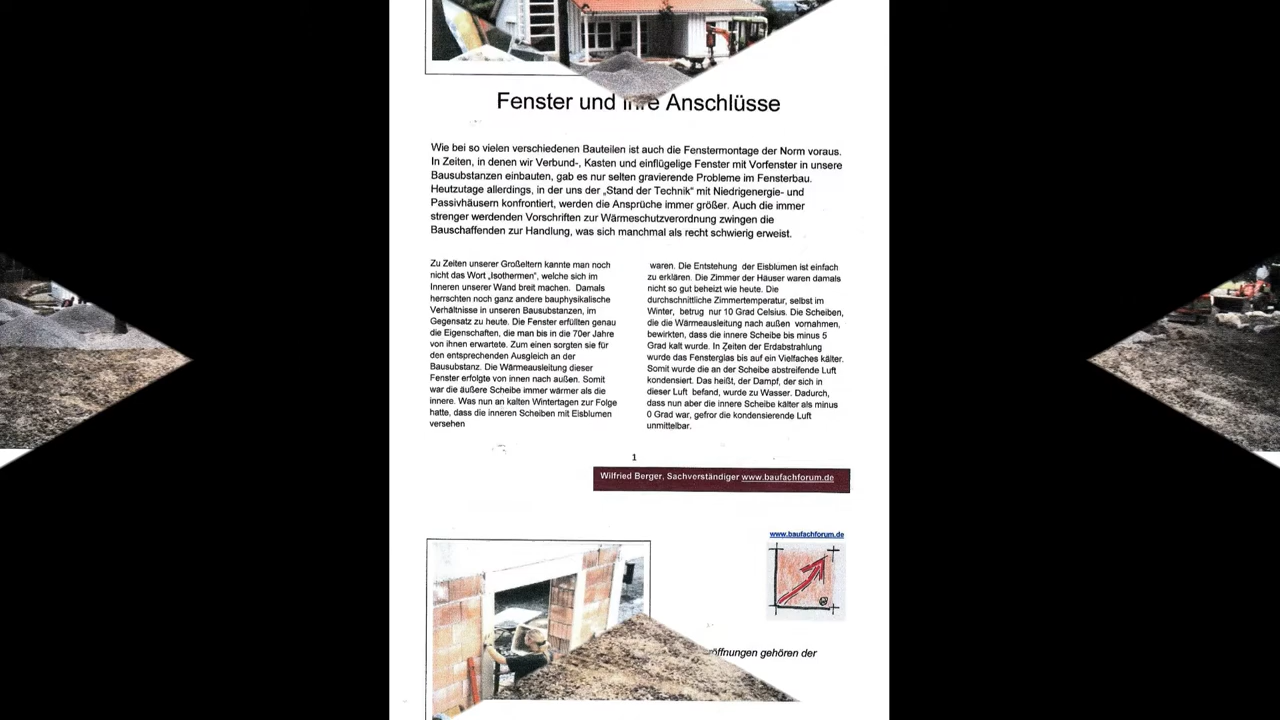 Fenster und ihre Anschlüsse
Wie bei so vielen verschiedenen Bauteilen ist auch die Fenstermontage der Norm voraus.
In Zeiten, in denen wir Verbund-, Kasten und einflügelige Fenster mit Vorfenster in unsere
Bausubstanzen einbauten, gab es nur selten gravierende Probleme im Fensterbau.
Heutzutage allerdings, in der uns der „Stand der Technik“ mit Niedrigenergie- und
Passivhäusern konfrontiert, werden die Ansprüche immer größer. Auch die immer
strenger werdenden Vorschriften zur Wärmeschutzverordnung zwingen die
Bauschaffenden zur Handlung, was sich manchmal als recht schwierig erweist.
Zu Zeiten unserer Großeltern kannte man noch
nicht das Wort „Isothermen“, welche sich im
Inneren unserer Wand breit machen. Damals
herrschten noch ganz andere bauphysikalische
Verhältnisse in unseren Bausubstanzen, im
Gegensatz zu heute. Die Fenster erfüllten genau
die Eigenschaften, die man bis in die 70er Jahre
von ihnen erwartete. Zum einen sorgten sie für
den entsprechenden Ausgleich an der
Bausubstanz. Die Wärmeausleitung dieser
Fenster erfolgte von innen nach außen. Somit
war die äußere Scheibe immer wärmer als die
innere. Was nun an kalten Wintertagen zur Folge
hatte, dass die inneren Scheiben mit Eisblumen
versehen
waren. Die Entstehung der Eisblumen ist einfach
zu erklären. Die Zimmer der Häuser waren damals
nicht so gut beheizt wie heute. Die
durchschnittliche Zimmertemperatur, selbst im
Winter, betrug nur 10 Grad Celsius. Die Scheiben,
die die Wärmeausleitung nach außen vornahmen,
bewirkten, dass die innere Scheibe bis minus 5
Grad kalt wurde. In Zeiten der Erdabstrahlung
wurde das Fensterglas bis auf ein Vielfaches kälter.
Somit wurde die an der Scheibe abstreifende Luft
kondensiert. Das heißt, der Dampf, der sich in
dieser Luft befand, wurde zu Wasser. Dadurch,
dass nun aber die innere Scheibe kälter als minus
0 Grad war, gefror die kondensierende Luft
unmittelbar.
1
Wilfried Berger, Sachverständiger www.baufachforum.de
www.baufachforum.de
öffnungen gehören der